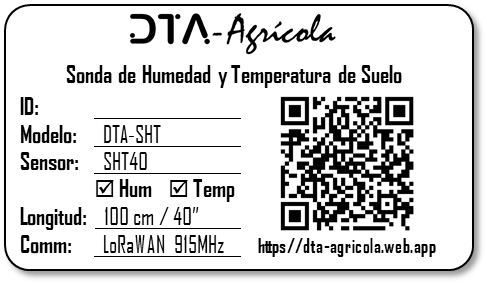 DTA-Agrícola
Sonda de Humedad y Temperatura de Suelo
ID:
Modelo: DTA-SHT
Sensor: SHT40
☑ Hum ☑ Temp
Longitud: 100 cm / 40"
Comm: LoRaWAN 915MHz
https//dta-agricola.web.app